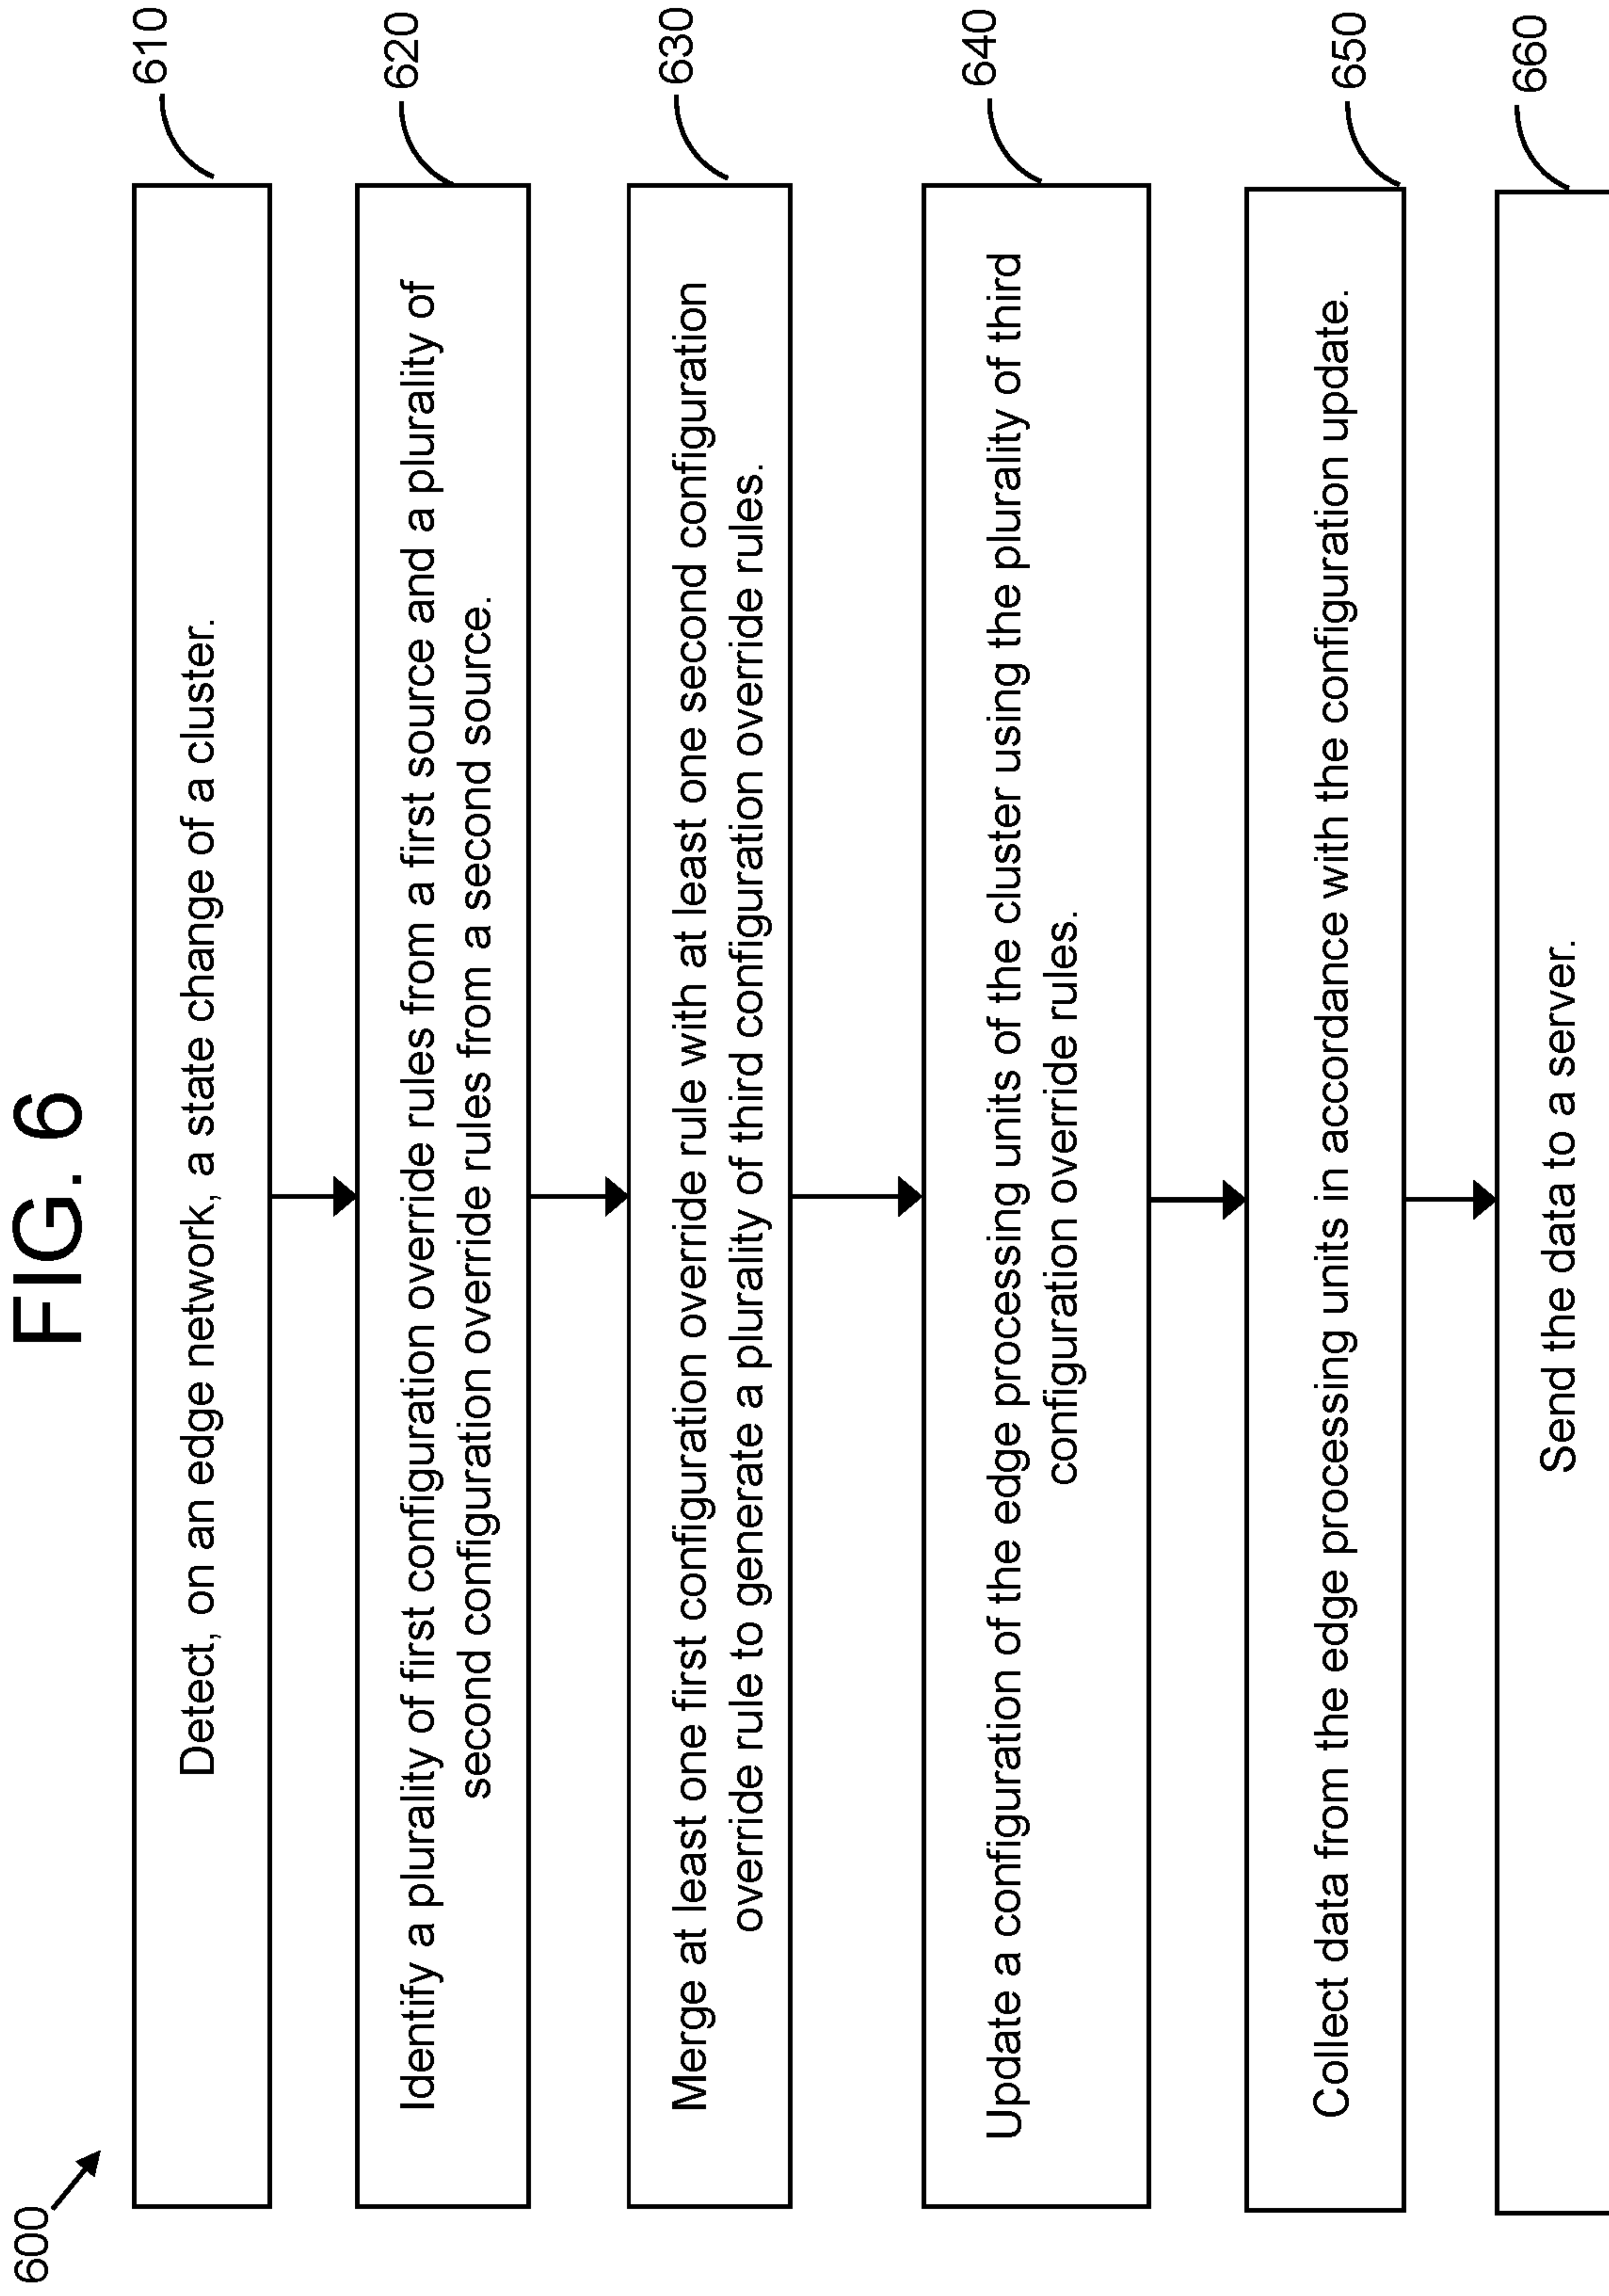 FIG. 6
600
610
Detect, on an edge network, a state change of a cluster.
620
Identify a plurality of first configuration override rules from a first source and a plurality of
second configuration override rules from a second source.
630
Merge at least one first configuration override rule with at least one second configuration
override rule to generate a plurality of third configuration override rules.
640
Update a configuration of the edge processing units of the cluster using the plurality of third
configuration override rules.
650
Collect data from the edge processing units in accordance with the configuration update.
660
Send the data to a server.